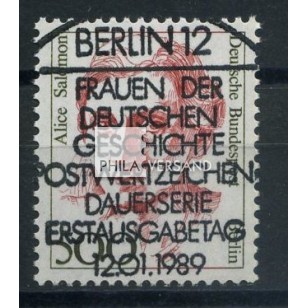 BERLIN 12
FRAUEN DER
DEUTSCHEN
GESCHICHTE
PHILA VERSAND
POSTWERTZEICHEN
DAUERSERIE
ERSTAUSGABETAG
12.01.1989
Alice Salomon
Deutsche Bundespost Berlin
500